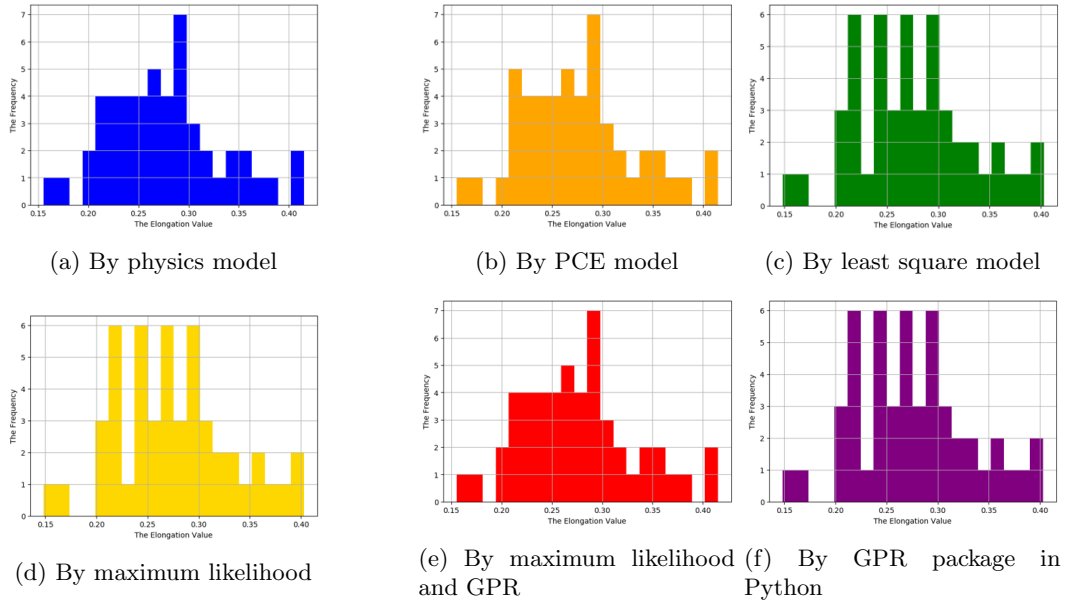 The Frequency
7
6
5
4
3
2
1
0
0.15 0.20 0.25 0.30 0.35 0.40
The Elongation Value
(a) By physics model
The Frequency
7
6
5
4
3
2
1
0
0.15 0.20 0.25 0.30 0.35 0.40
The Elongation Value
(b) By PCE model
The Frequency
6
5
4
3
2
1
0
0.15 0.20 0.25 0.30 0.35 0.40
The Elongation Value
(c) By least square model
The Frequency
6
5
4
3
2
1
0
0.15 0.20 0.25 0.30 0.35 0.40
The Elongation Value
(d) By maximum likelihood
The Frequency
7
6
5
4
3
2
1
0
0.15 0.20 0.25 0.30 0.35 0.40
The Elongation Value
(e) By maximum likelihood
and GPR
The Frequency
6
5
4
3
2
1
0
0.15 0.20 0.25 0.30 0.35 0.40
The Elongation Value
(f) By GPR package in
Python